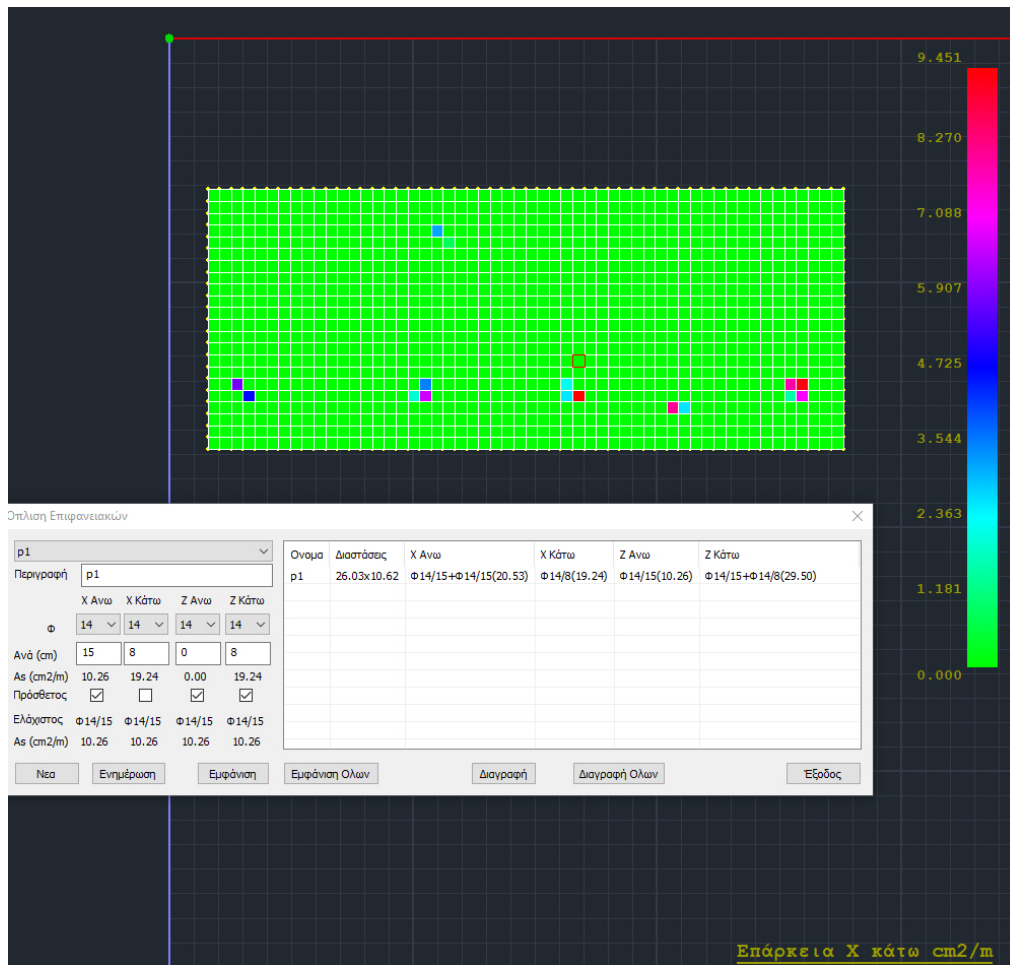 9.451
8.270
7.088
5.907
4.725
3.544
2.363
1.181
0.000
Όπλιση Επιφανειακών
p1
Περιγραφή p1
Χ Ανω Χ Κάτω Ζ Ανω Ζ Κάτω
Φ 14 14 14 14
Ανά (cm) 15 8 0 8
As (cm2/m) 10.26 19.24 0.00 19.24
Πρόσθετος
Ελάχιστος Φ14/15 Φ14/15 Φ14/15 Φ14/15
As (cm2/m) 10.26 10.26 10.26 10.26
Ονομα Διαστάσεις Χ Ανω Χ Κάτω Ζ Ανω Ζ Κάτω
p1 26.03x10.62 Φ14/15+Φ14/15(20.53) Φ14/8(19.24) Φ14/15(10.26) Φ14/15+Φ14/8(29.50)
Νεα Ενημέρωση Εμφάνιση Εμφάνιση Ολων Διαγραφή Διαγραφή Ολων Έξοδος
Επάρκεια Χ κάτω cm2/m